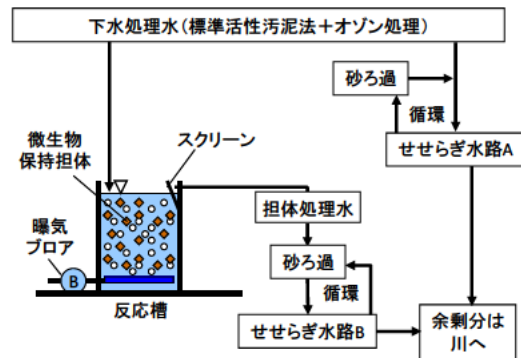 下水処理水（標準活性汚泥法＋オゾン処理）
砂ろ過
循環
せせらぎ水路A
微生物
保持担体
スクリーン
曝気
ブロア
B
反応槽
担体処理水
砂ろ過
循環
せせらぎ水路B
余剰分は
川へ